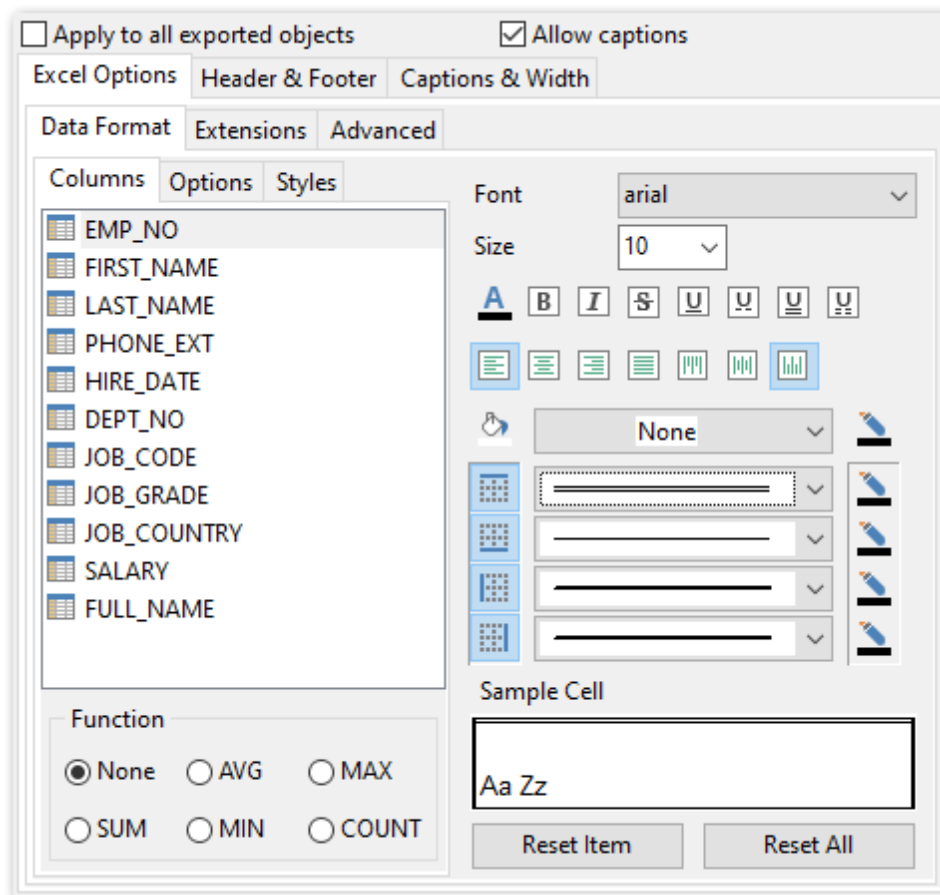 Apply to all exported objects
Allow captions
Excel Options
Header & Footer
Captions & Width
Data Format
Extensions
Advanced
Columns
Options
Styles
EMP_NO
FIRST_NAME
LAST_NAME
PHONE_EXT
HIRE_DATE
DEPT_NO
JOB_CODE
JOB_GRADE
JOB_COUNTRY
SALARY
FULL_NAME
Function
None
AVG
MAX
SUM
MIN
COUNT
Font
arial
Size
10
A
B
I
S
U
U
U
U
None
Sample Cell
Aa Zz
Reset Item
Reset All